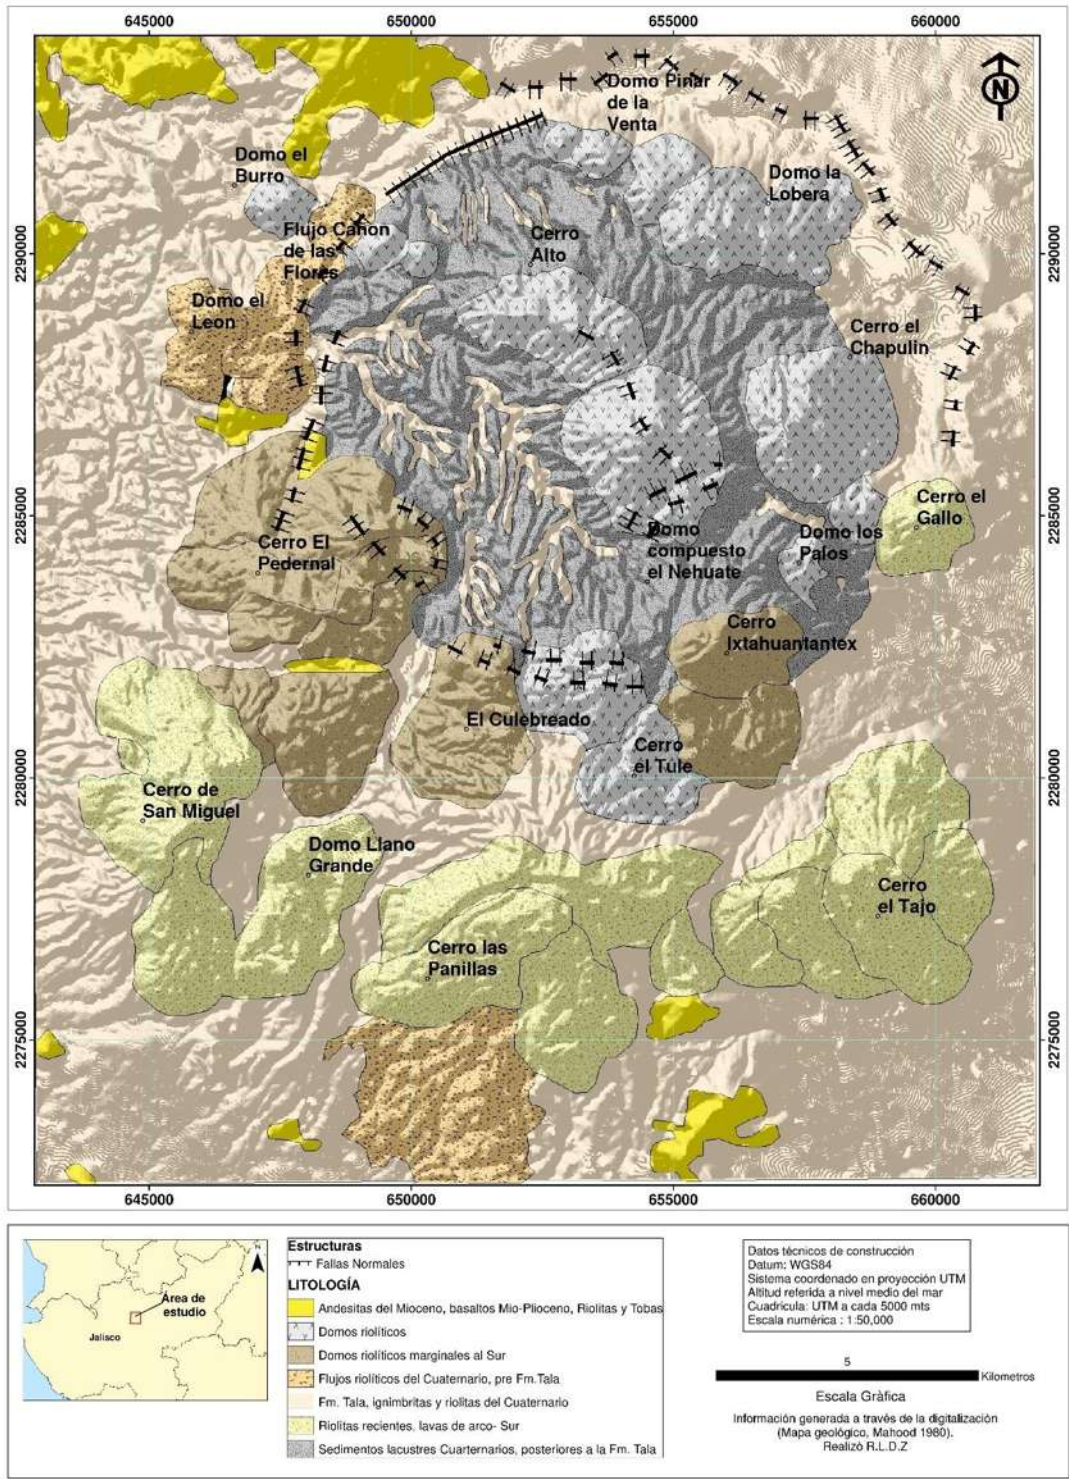 645000
650000
655000
660000
N
Domo Pinar
de la
Venta
Domo el
Burro
Domo la
Lobera
Flujo Cañon
de las
Flores
Cerro
Alto
2290000
2290000
Domo el
Leon
Cerro el
Chapulin
Cerro el
Gallo
2285000
2285000
Cerro El
Pedernal
Domo
compuesto
el Nehuate
Domo los
Palos
Cerro
Ixtahuantantex
El Culebreado
Cerro
el Tule
2280000
2280000
Cerro de
San Miguel
Domo Llano
Grande
Cerro
el Tajo
Cerro las
Panillas
2275000
2275000
645000
650000
655000
660000
N
Área de
estudio
Jalisco
Estructuras
Fallas Normales
LITOLOGÍA
Andesitas del Mioceno, basaltos Mio-Plioceno, Riolitas y Tobas
Domos riolíticos
Domos riolíticos marginales al Sur
Flujos riolíticos del Cuaternario, pre Fm.Tala
Fm. Tala, ignimbritas y riolitas del Cuaternario
Riolitas recientes, lavas de arco- Sur
Sedimentos lacustres Cuarternarios, posteriores a la Fm. Tala
Datos técnicos de construcción
Datum: WGS84
Sistema coordenado en proyección UTM
Altitud referida a nivel medio del mar
Cuadrícula: UTM a cada 5000 mts
Escala numérica : 1:50,000
5
Kilometros
Escala Gràfica
Información generada a través de la digitalización
(Mapa geológico, Mahood 1980).
Realizó R.L.D.Z